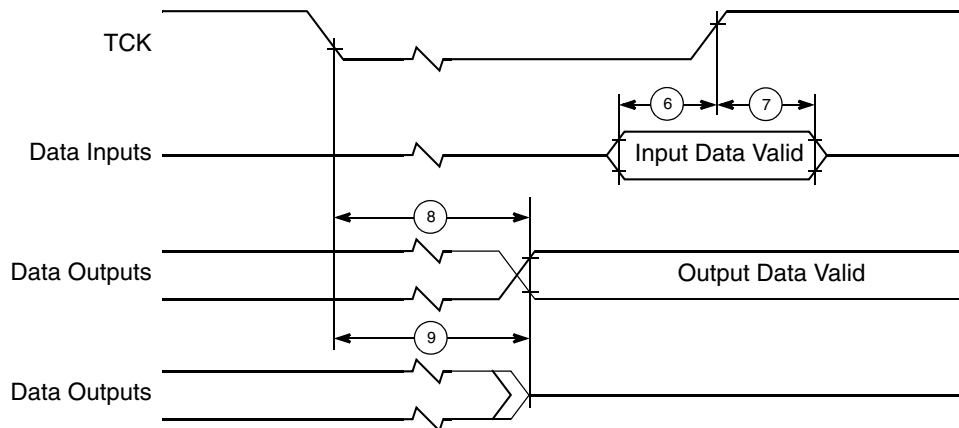 TCK
6
7
Data Inputs
Input Data Valid
8
Data Outputs
Output Data Valid
9
Data Outputs